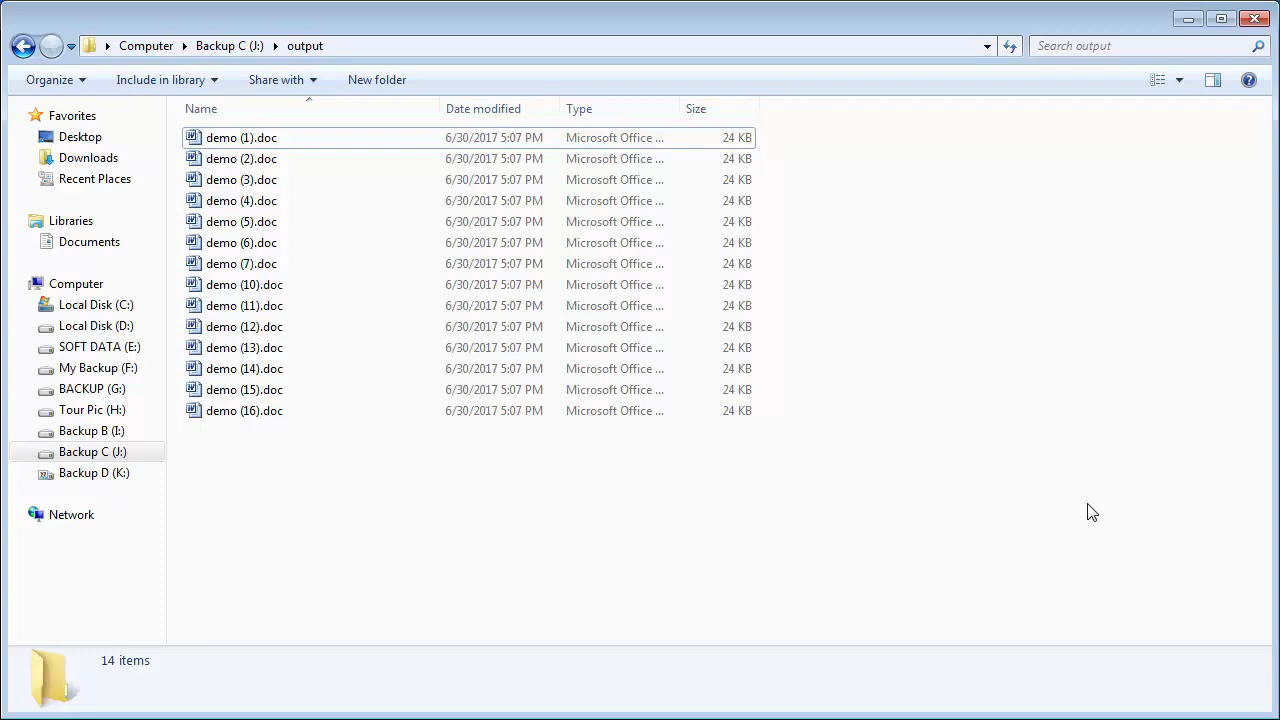 Computer Backup C (J:) output Search output
Organize Include in library Share with New folder
Favorites
Desktop
Downloads
Recent Places
Libraries
Documents
Computer
Local Disk (C:)
Local Disk (D:)
SOFT DATA (E:)
My Backup (F:)
BACKUP (G:)
Tour Pic (H:)
Backup B (I:)
Backup C (J:)
Backup D (K:)
Network
Name Date modified Type Size
demo (1).doc 6/30/2017 5:07 PM Microsoft Office ... 24 KB
demo (2).doc 6/30/2017 5:07 PM Microsoft Office ... 24 KB
demo (3).doc 6/30/2017 5:07 PM Microsoft Office ... 24 KB
demo (4).doc 6/30/2017 5:07 PM Microsoft Office ... 24 KB
demo (5).doc 6/30/2017 5:07 PM Microsoft Office ... 24 KB
demo (6).doc 6/30/2017 5:07 PM Microsoft Office ... 24 KB
demo (7).doc 6/30/2017 5:07 PM Microsoft Office ... 24 KB
demo (10).doc 6/30/2017 5:07 PM Microsoft Office ... 24 KB
demo (11).doc 6/30/2017 5:07 PM Microsoft Office ... 24 KB
demo (12).doc 6/30/2017 5:07 PM Microsoft Office ... 24 KB
demo (13).doc 6/30/2017 5:07 PM Microsoft Office ... 24 KB
demo (14).doc 6/30/2017 5:07 PM Microsoft Office ... 24 KB
demo (15).doc 6/30/2017 5:07 PM Microsoft Office ... 24 KB
demo (16).doc 6/30/2017 5:07 PM Microsoft Office ... 24 KB
14 items